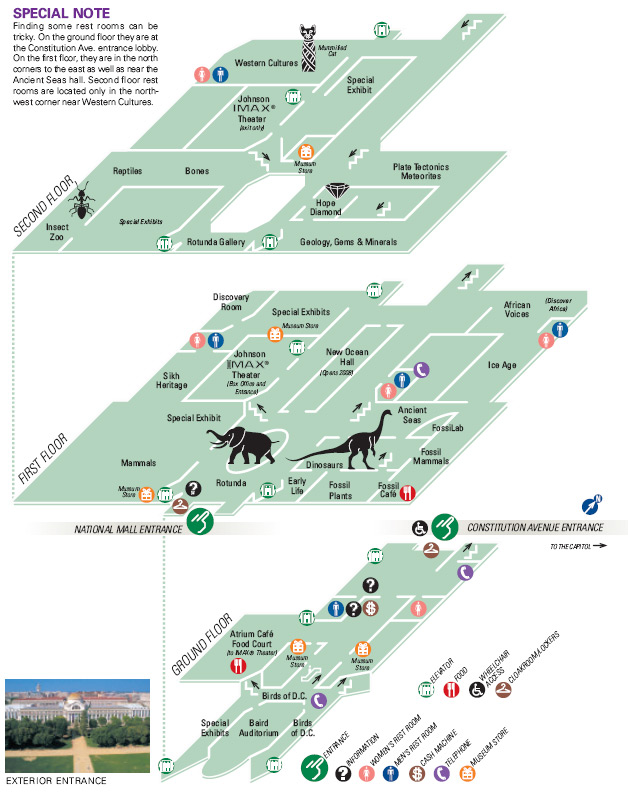 SPECIAL NOTE
Finding some rest rooms can be
tricky. On the ground floor they are at
the Constitution Ave. entrance lobby.
On the first floor, they are in the north
corners to the east as well as near the
Ancient Seas hall. Second floor rest
rooms are located only in the north-
west corner near Western Cultures.
Mummified
Cat
Western Cultures
Special
Exhibit
Johnson
IMAX®
Theater
(exit only)
Museum
Store
Plate Tectonics
Meteorites
Reptiles
Bones
SECOND FLOOR
Hope
Diamond
Special Exhibits
Insect
Zoo
Rotunda Gallery
Geology, Gems & Minerals
Discovery
Room
Special Exhibits
Museum Store
African
Voices
(Discover
Africa)
Johnson
IMAX®
Theater
(Box Office and
Entrance)
New Ocean
Hall
(Opens 2008)
Ice Age
Sikh
Heritage
Special Exhibit
Ancient
Seas
FossiLab
FIRST FLOOR
Mammals
Dinosaurs
Fossil
Mammals
Museum
Store
Rotunda
Early
Life
Fossil
Plants
Fossil
Café
NATIONAL MALL ENTRANCE
CONSTITUTION AVENUE ENTRANCE
N
TO THE CAPITOL
GROUND FLOOR
Atrium Café
Food Court
(to IMAX® Theater)
Museum
Store
Museum
Store
Birds of D.C.
Special
Exhibits
Baird
Auditorium
Birds
of D.C.
ELEVATOR
FOOD
WHEELCHAIR
ACCESS
CLOAKROOM/LOCKERS
ENTRANCE
INFORMATION
WOMEN'S REST ROOM
MEN'S REST ROOM
CASH MACHINE
TELEPHONE
MUSEUM STORE
EXTERIOR ENTRANCE